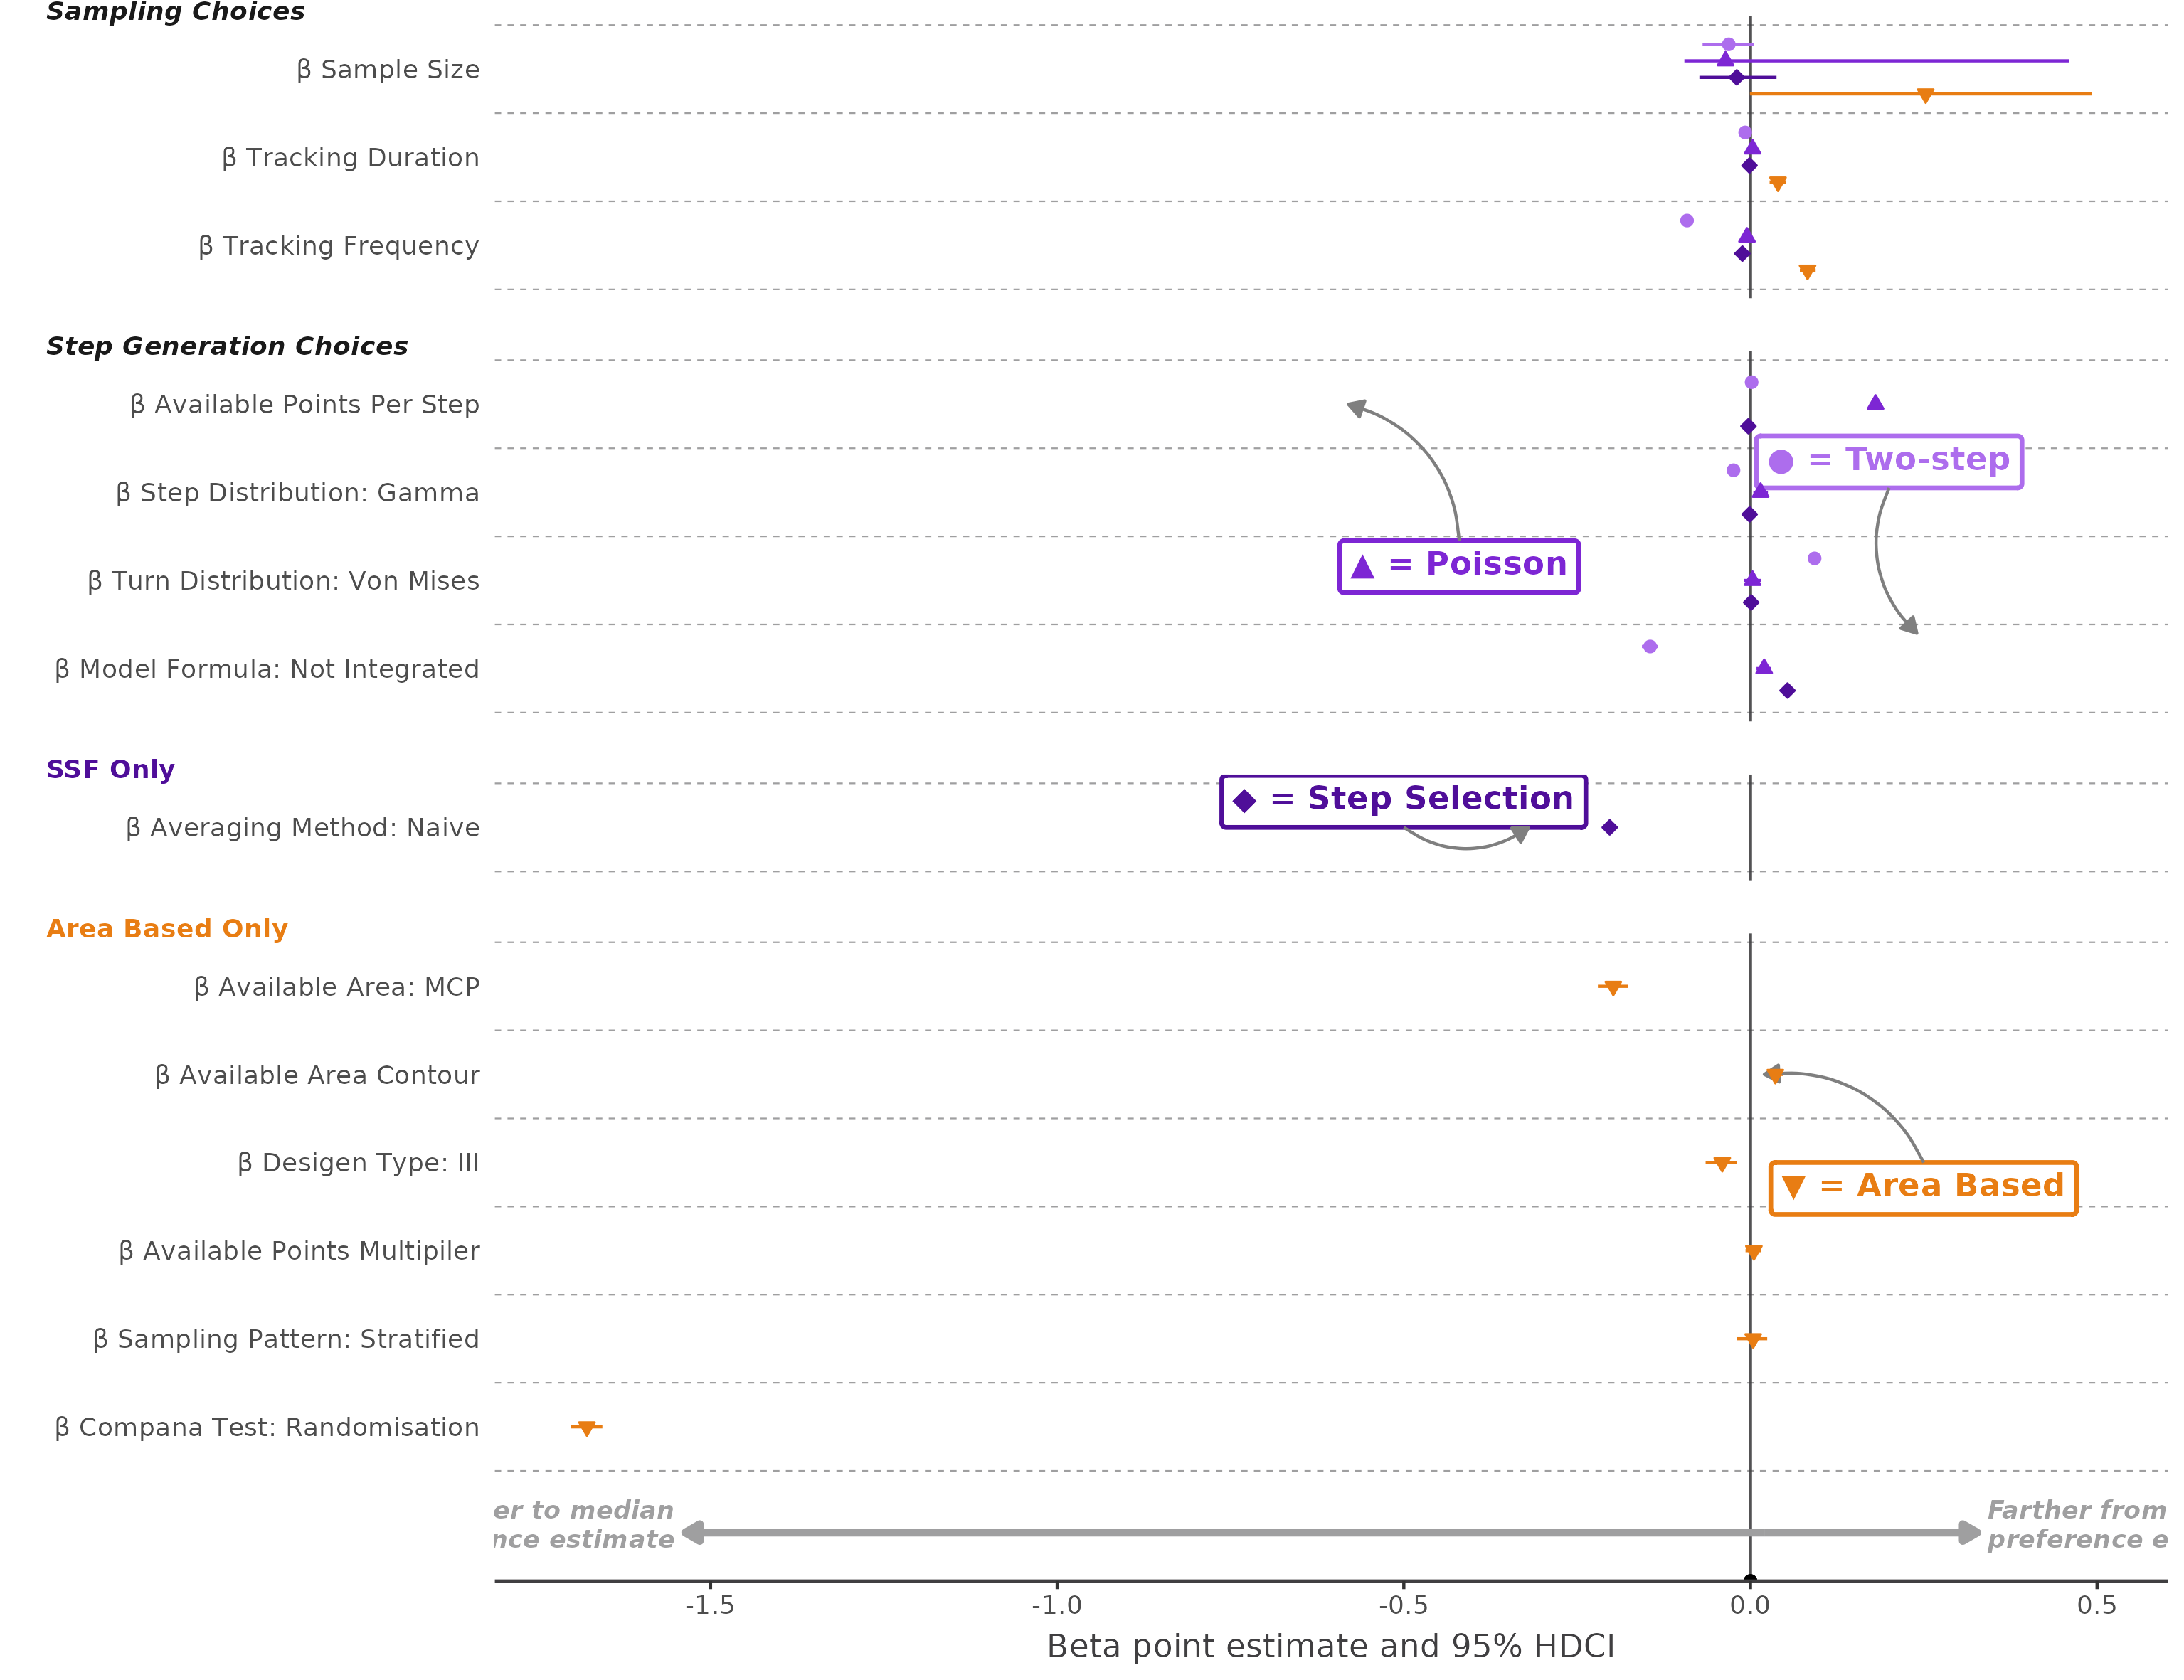 Sampling Choices
β Sample Size
β Tracking Duration
β Tracking Frequency
Step Generation Choices
β Available Points Per Step
● = Two-step
β Step Distribution: Gamma
▲ = Poisson
β Turn Distribution: Von Mises
β Model Formula: Not Integrated
SSF Only
◆ = Step Selection
β Averaging Method: Naive
Area Based Only
β Available Area: MCP
β Available Area Contour
β Desigen Type: III
▼ = Area Based
β Available Points Multipiler
β Sampling Pattern: Stratified
β Compana Test: Randomisation
er to median
nce estimate
Farther from
preference e
-1.5 -1.0 -0.5 0.0 0.5
Beta point estimate and 95% HDCI